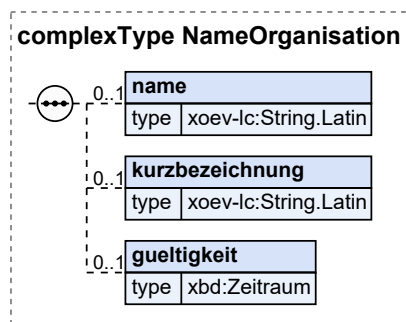 complexType NameOrganisation
0..1
name
type xoev-lc:String.Latin
0..1
kurzbezeichnung
type xoev-lc:String.Latin
0..1
gueltigkeit
type xbd:Zeitraum